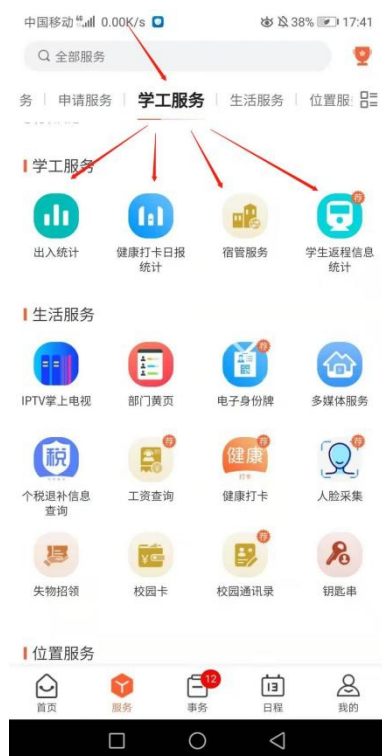 中国移动 46 0.00K/s 38% 17:41
全部服务
务 申请服务 学工服务 生活服务 位置服
学工服务
荐
出入统计 健康打卡日报统计 宿管服务 学生返程信息统计
生活服务
荐
IPTV掌上电视 部门黄页 电子身份牌 多媒体服务
税 荐 健康 打卡 荐
个税退补信息查询 工资查询 健康打卡 人脸采集
荐
失物招领 校园卡 校园通讯录 钥匙串
位置服务
12 13
首页 服务 事务 日程 我的